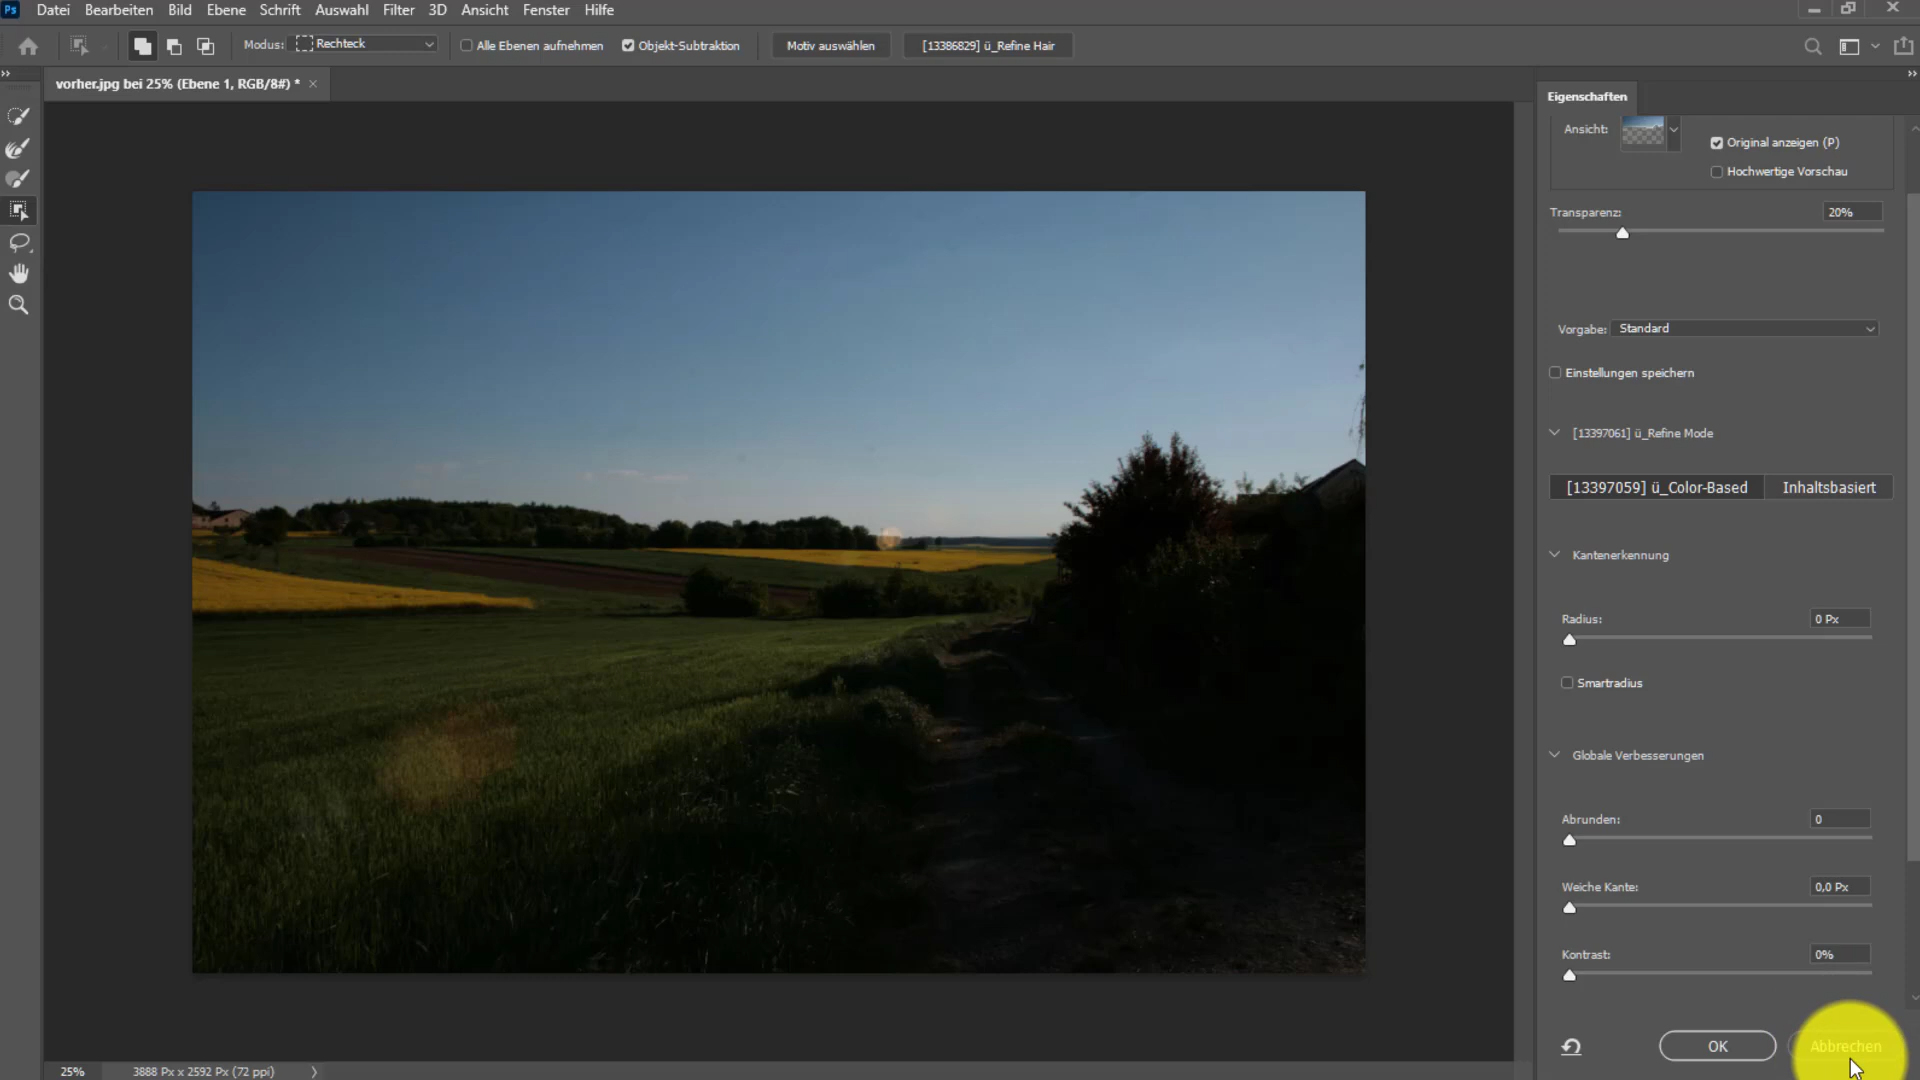 Ps Datei Bearbeiten Bild Ebene Schrift Auswahl Filter 3D Ansicht Fenster Hilfe
Modus: Rechteck Alle Ebenen aufnehmen Objekt-Subtraktion Motiv auswählen [13386829] ü_Refine Hair
vorher.jpg bei 25% (Ebene 1, RGB/8#) *
Eigenschaften
Ansicht:
Original anzeigen (P)
Hochwertige Vorschau
Transparenz: 20%
Vorgabe: Standard
Einstellungen speichern
[13397061] ü_Refine Mode
[13397059] ü_Color-Based Inhaltsbasiert
Kantenerkennung
Radius: 0 Px
Smartradius
Globale Verbesserungen
Abrunden: 0
Weiche Kante: 0,0 Px
Kontrast: 0%
OK Abbrechen
25% 3888 Px x 2592 Px (72 ppi)